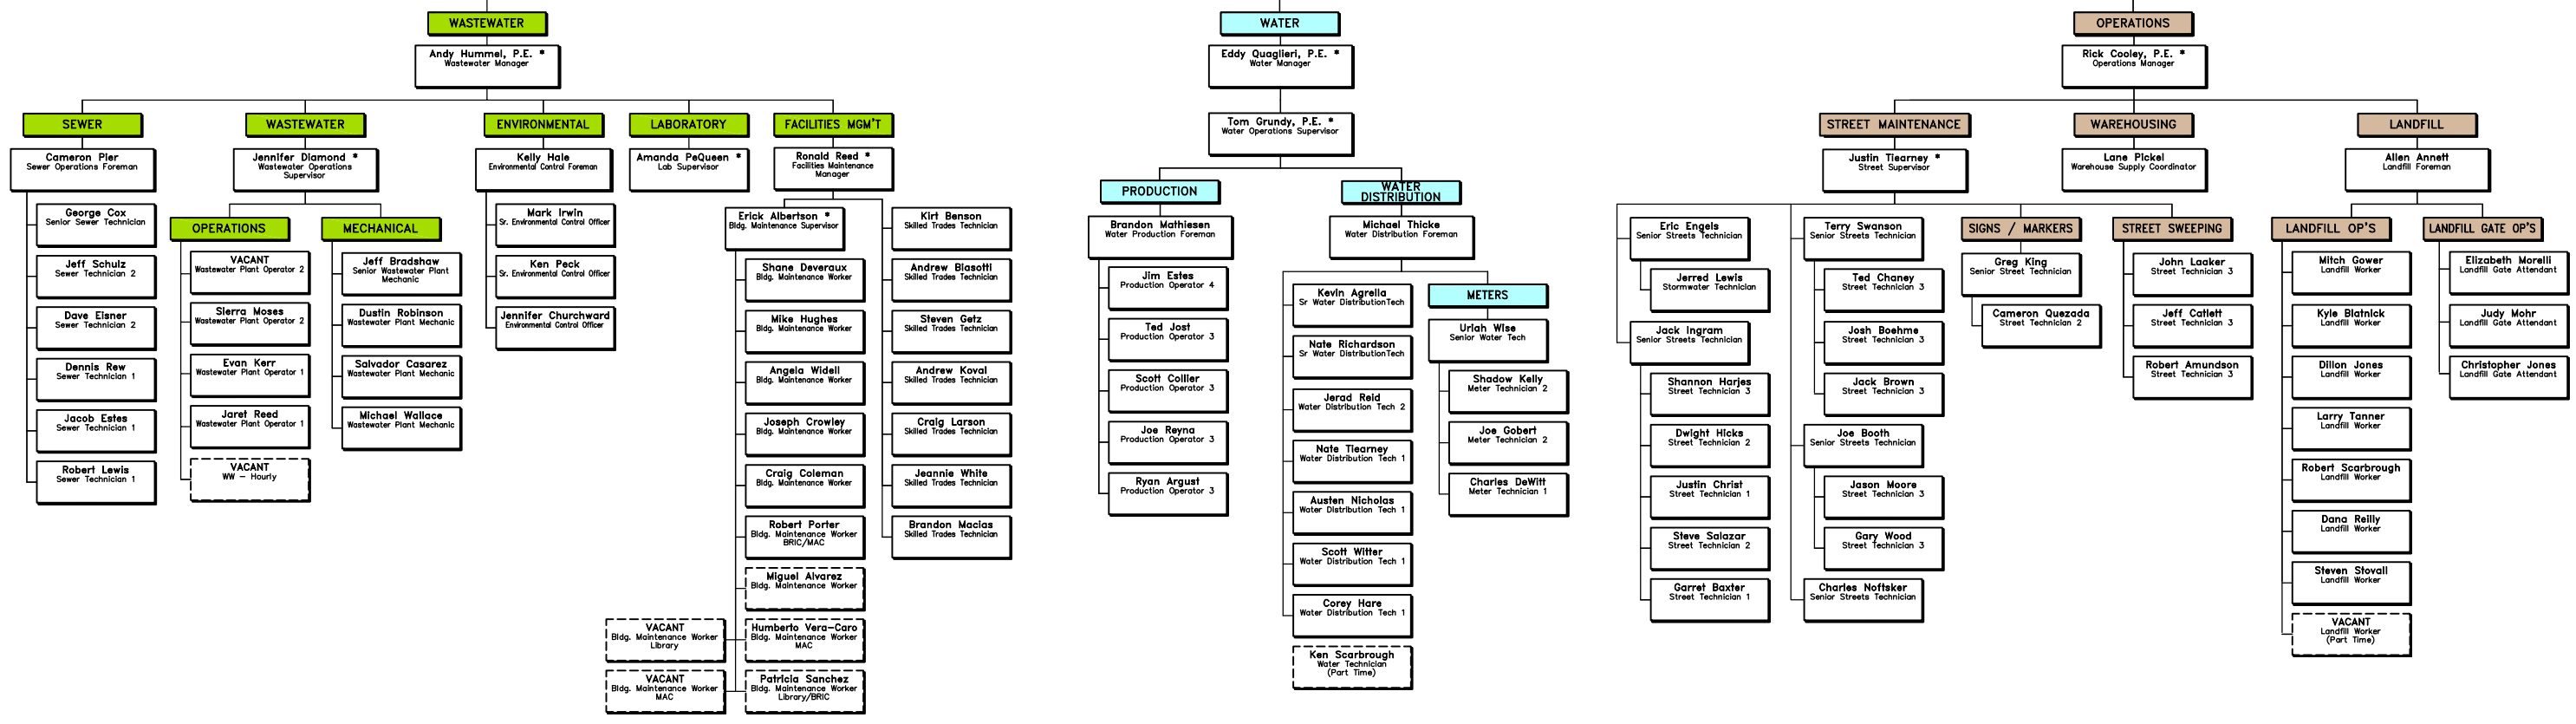 WASTEWATER
Andy Hummel, P.E. *
Wastewater Manager
SEWER
Cameron Pier
Sewer Operations Foreman
George Cox
Senior Sewer Technician
Jeff Schulz
Sewer Technician 2
Dave Elsner
Sewer Technician 2
Dennis Rew
Sewer Technician 1
Jacob Estes
Sewer Technician 1
Robert Lewis
Sewer Technician 1
WASTEWATER
Jennifer Diamond *
Wastewater Operations
Supervisor
OPERATIONS
VACANT
Wastewater Plant Operator 2
Sierra Moses
Wastewater Plant Operator 2
Evan Kerr
Wastewater Plant Operator 1
Jaret Reed
Wastewater Plant Operator 1
VACANT
WW - Hourly
MECHANICAL
Jeff Bradshaw
Senior Wastewater Plant
Mechanic
Dustin Robinson
Wastewater Plant Mechanic
Salvador Casarez
Wastewater Plant Mechanic
Michael Wallace
Wastewater Plant Mechanic
ENVIRONMENTAL
Kelly Hale
Environmental Control Foreman
Mark Irwin
Sr. Environmental Control Officer
Ken Peck
Sr. Environmental Control Officer
Jennifer Churchward
Environmental Control Officer
LABORATORY
Amanda PeQueen *
Lab Supervisor
FACILITIES MGM'T
Ronald Reed *
Facilities Maintenance
Manager
Erick Albertson *
Bldg. Maintenance Supervisor
Shane Deveraux
Bldg. Maintenance Worker
Mike Hughes
Bldg. Maintenance Worker
Angela Widell
Bldg. Maintenance Worker
Joseph Crowley
Bldg. Maintenance Worker
Craig Coleman
Bldg. Maintenance Worker
Robert Porter
Bldg. Maintenance Worker
BRIC/MAC
Miguel Alvarez
Bldg. Maintenance Worker
VACANT
Bldg. Maintenance Worker
Library
Humberto Vera-Caro
Bldg. Maintenance Worker
MAC
VACANT
Bldg. Maintenance Worker
MAC
Patricia Sanchez
Bldg. Maintenance Worker
Library/BRIC
Kirt Benson
Skilled Trades Technician
Andrew Biasotti
Skilled Trades Technician
Steven Getz
Skilled Trades Technician
Andrew Koval
Skilled Trades Technician
Craig Larson
Skilled Trades Technician
Jeannie White
Skilled Trades Technician
Brandon Macias
Skilled Trades Technician
WATER
Eddy Quaglieri, P.E. *
Water Manager
Tom Grundy, P.E. *
Water Operations Supervisor
PRODUCTION
Brandon Mathiesen
Water Production Foreman
Jim Estes
Production Operator 4
Ted Jost
Production Operator 3
Scott Collier
Production Operator 3
Joe Reyna
Production Operator 3
Ryan Argust
Production Operator 3
WATER
DISTRIBUTION
Michael Thicke
Water Distribution Foreman
Kevin Agrella
Sr Water DistributionTech
Nate Richardson
Sr Water DistributionTech
Jerad Reid
Water Distribution Tech 2
Nate Tiearney
Water Distribution Tech 1
Austen Nicholas
Water Distribution Tech 1
Scott Witter
Water Distribution Tech 1
Corey Hare
Water Distribution Tech 1
Ken Scarbrough
Water Technician
(Part Time)
METERS
Uriah Wise
Senior Water Tech
Shadow Kelly
Meter Technician 2
Joe Gobert
Meter Technician 2
Charles DeWitt
Meter Technician 1
OPERATIONS
Rick Cooley, P.E. *
Operations Manager
STREET MAINTENANCE
Justin Tiearney *
Street Supervisor
Eric Engels
Senior Streets Technician
Jerred Lewis
Stormwater Technician
Jack Ingram
Senior Streets Technician
Shannon Harjes
Street Technician 3
Dwight Hicks
Street Technician 2
Justin Christ
Street Technician 1
Steve Salazar
Street Technician 2
Garret Baxter
Street Technician 1
Terry Swanson
Senior Streets Technician
Ted Chaney
Street Technician 3
Josh Boehme
Street Technician 3
Jack Brown
Street Technician 3
Joe Booth
Senior Streets Technician
Jason Moore
Street Technician 3
Gary Wood
Street Technician 3
Charles Noftsker
Senior Streets Technician
SIGNS / MARKERS
Greg King
Senior Street Technician
Cameron Quezada
Street Technician 2
STREET SWEEPING
John Laaker
Street Technician 3
Jeff Catlett
Street Technician 3
Robert Amundson
Street Technician 3
WAREHOUSING
Lane Pickel
Warehouse Supply Coordinator
LANDFILL
Allen Annett
Landfill Foreman
LANDFILL OP'S
Mitch Gower
Landfill Worker
Kyle Blatnick
Landfill Worker
Dillon Jones
Landfill Worker
Larry Tanner
Landfill Worker
Robert Scarbrough
Landfill Worker
Dana Reilly
Landfill Worker
Steven Stovall
Landfill Worker
VACANT
Landfill Worker
(Part Time)
LANDFILL GATE OP'S
Elizabeth Morelli
Landfill Gate Attendant
Judy Mohr
Landfill Gate Attendant
Christopher Jones
Landfill Gate Attendant